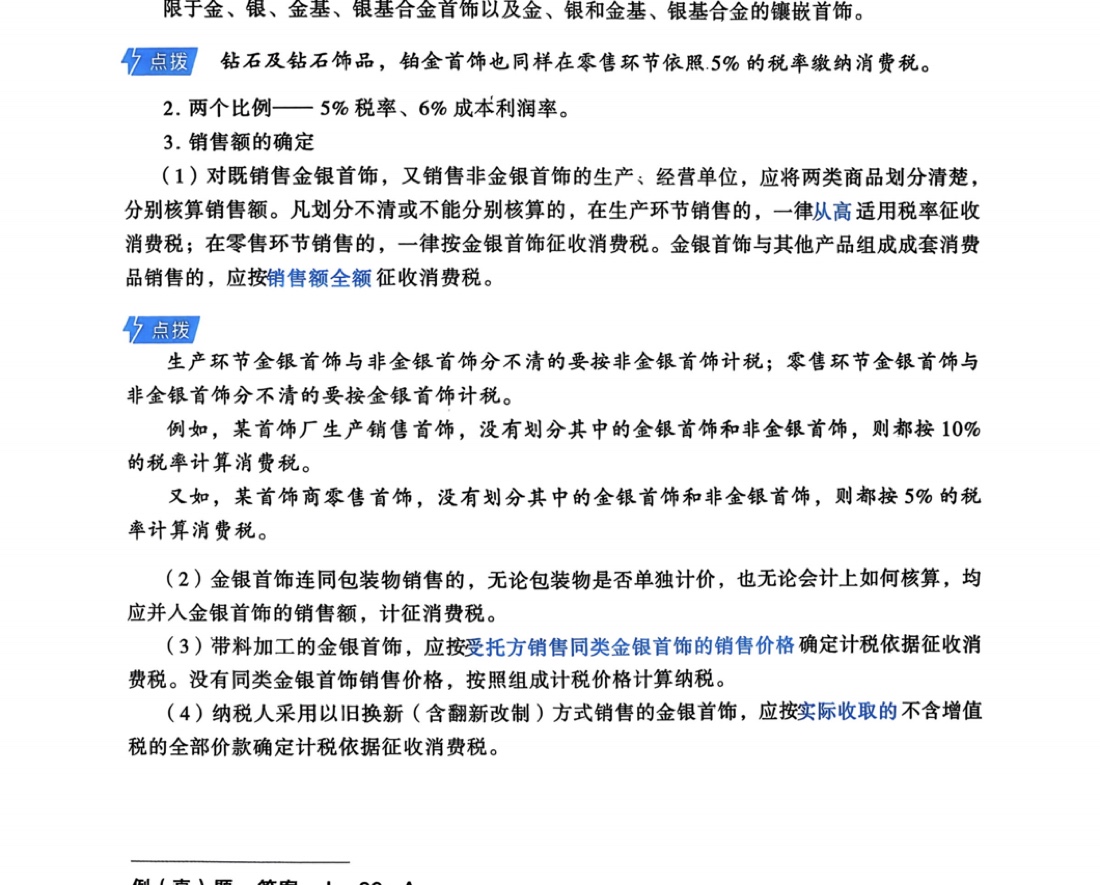 限于金、银、金基、银基合金首饰以及金、银和金基、银基合金的镶嵌首饰。
点拨 钻石及钻石饰品，铂金首饰也同样在零售环节依照5%的税率缴纳消费税。
2. 两个比例——5%税率、6%成本利润率。
3. 销售额的确定
（1）对既销售金银首饰，又销售非金银首饰的生产、经营单位，应将两类商品划分清楚，
分别核算销售额。凡划分不清或不能分别核算的，在生产环节销售的，一律从高适用税率征收
消费税；在零售环节销售的，一律按金银首饰征收消费税。金银首饰与其他产品组成成套消费
品销售的，应按销售额全额征收消费税。
点拨
生产环节金银首饰与非金银首饰分不清的要按非金银首饰计税；零售环节金银首饰与
非金银首饰分不清的要按金银首饰计税。
例如，某首饰厂生产销售首饰，没有划分其中的金银首饰和非金银首饰，则都按10%
的税率计算消费税。
又如，某首饰商零售首饰，没有划分其中的金银首饰和非金银首饰，则都按5%的税
率计算消费税。
（2）金银首饰连同包装物销售的，无论包装物是否单独计价，也无论会计上如何核算，均
应并入金银首饰的销售额，计征消费税。
（3）带料加工的金银首饰，应按受托方销售同类金银首饰的销售价格确定计税依据征收消
费税。没有同类金银首饰销售价格，按照组成计税价格计算纳税。
（4）纳税人采用以旧换新（含翻新改制）方式销售的金银首饰，应按实际收取的不含增值
税的全部价款确定计税依据征收消费税。